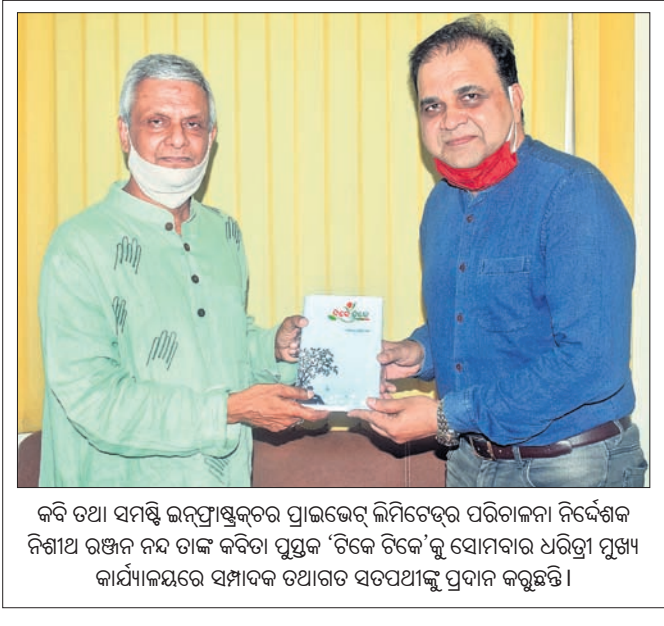 ଟିକେ ଟିକେ
କବି ତଥା ସମଷ୍ଟି ଇନ୍‌ଫ୍ରାଷ୍ଟ୍ରକ୍‌ଚର ପ୍ରାଇଭେଟ୍ ଲିମିଟେଡ୍‌ର ପରିଚାଳନା ନିର୍ଦ୍ଦେଶକ
ନିଶୀଥ ରଞ୍ଜନ ନନ୍ଦ ତାଙ୍କ କବିତା ପୁସ୍ତକ ‘ଟିକେ ଟିକେ’କୁ ସୋମବାର ଧରିତ୍ରୀ ମୁଖ୍ୟ
କାର୍ଯ୍ୟାଳୟରେ ସମ୍ପାଦକ ତଥାଗତ ସତପଥୀଙ୍କୁ ପ୍ରଦାନ କରୁଛନ୍ତି ।